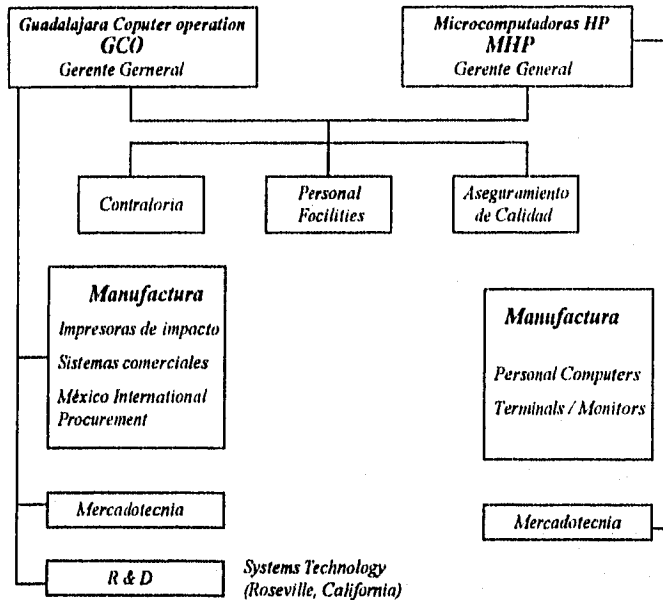 Guadalajara Coputer operation
GCO
Gerente Gerneral
Microcomputadoras HP
MHP
Gerente General
Contraloria
Personal
Focilities
Aseguramiento
de Calidad
Manufactura
Impresoras de impacto
Sistemas comerciales
México International
Procurement
Manufactura
Personal Computers
Terminals / Monitors
Mercadotecnia
Mercadotecnia
R & D
Systems Technology
(Roseville, California)